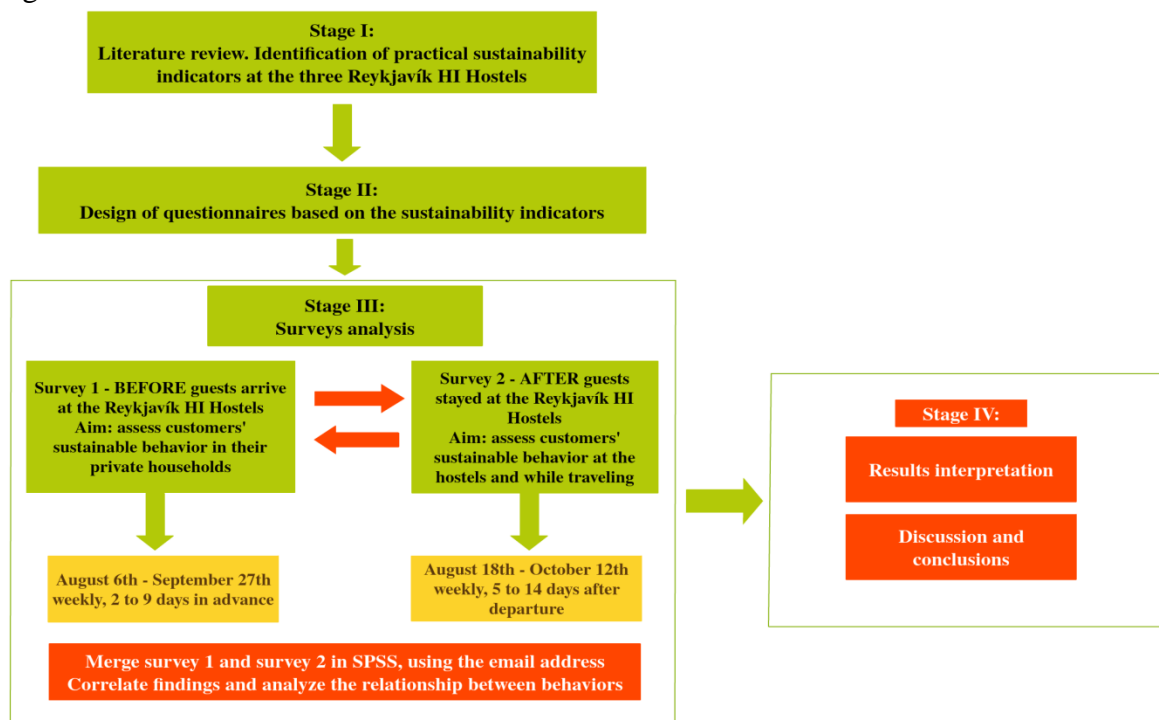 Stage I:
Literature review. Identification of practical sustainability
indicators at the three Reykjavík HI Hostels
Stage II:
Design of questionnaires based on the sustainability indicators
Stage III:
Surveys analysis
Survey 1 - BEFORE guests arrive
at the Reykjavík HI Hostels
Aim: assess customers'
sustainable behavior in their
private households
Survey 2 - AFTER guests
stayed at the Reykjavík HI
Hostels
Aim: assess customers'
sustainable behavior at the
hostels and while traveling
August 6th - September 27th
weekly, 2 to 9 days in advance
August 18th - October 12th
weekly, 5 to 14 days after
departure
Merge survey 1 and survey 2 in SPSS, using the email address
Correlate findings and analyze the relationship between behaviors
Stage IV:
Results interpretation
Discussion and
conclusions